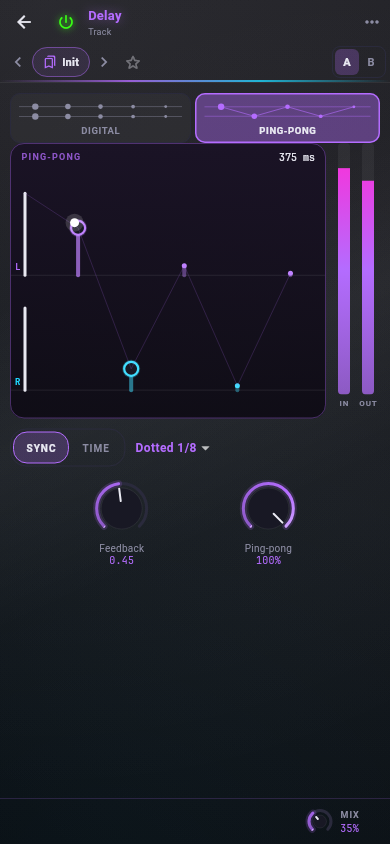 Delay
Track
Init
A
B
DIGITAL
PING-PONG
PING-PONG
375 ms
L
R
IN
OUT
SYNC
TIME
Dotted 1/8
Feedback
0.45
Ping-pong
100%
MIX
35%